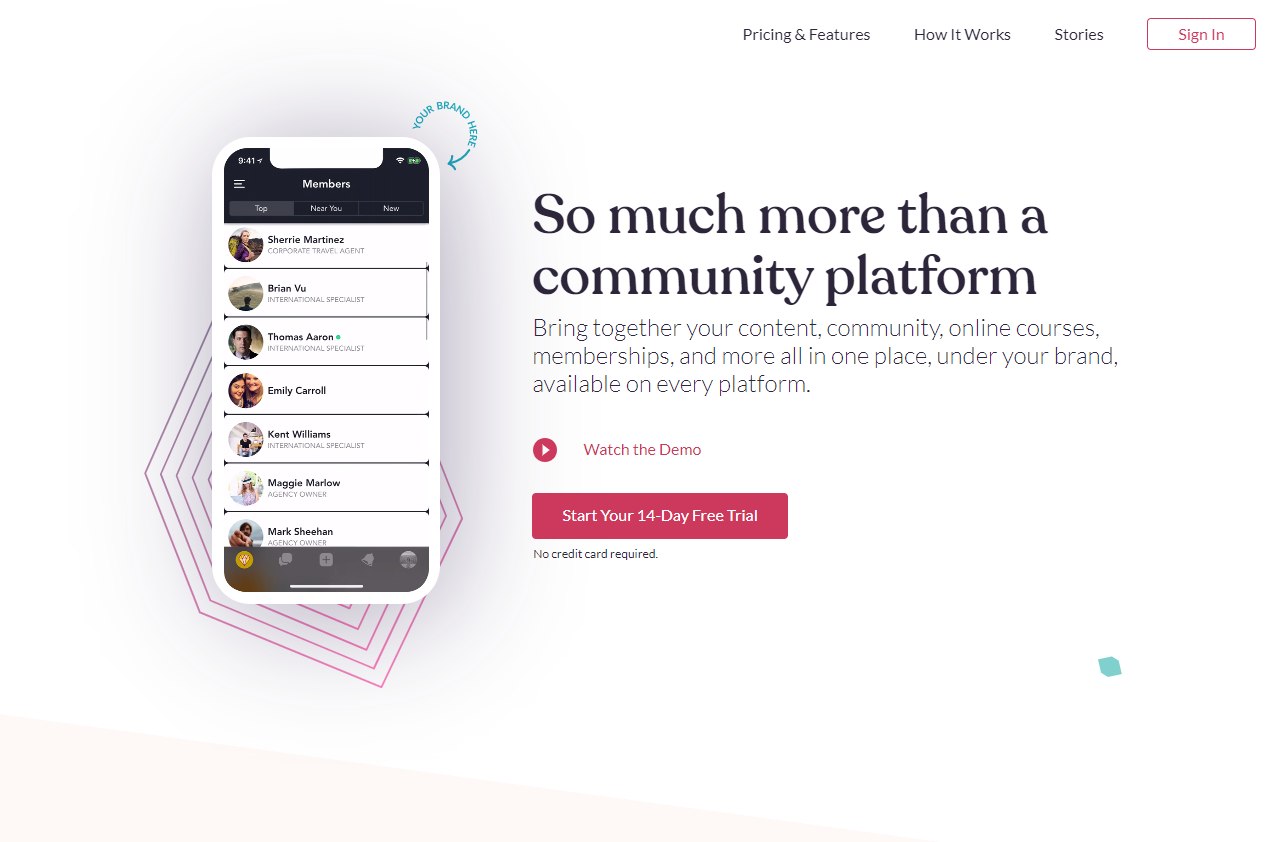 Pricing & Features
How It Works
Stories
Sign In
YOUR BRAND HERE
9:41
Members
Top
Near You
New
Sherrie Martinez
CORPORATE TRAVEL AGENT
Brian Vu
INTERNATIONAL SPECIALIST
Thomas Aaron
INTERNATIONAL SPECIALIST
Emily Carroll
Kent Williams
INTERNATIONAL SPECIALIST
Maggie Marlow
AGENCY OWNER
Mark Sheehan
AGENCY OWNER
So much more than a
community platform
Bring together your content, community, online courses,
memberships, and more all in one place, under your brand,
available on every platform.
Watch the Demo
Start Your 14-Day Free Trial
No credit card required.